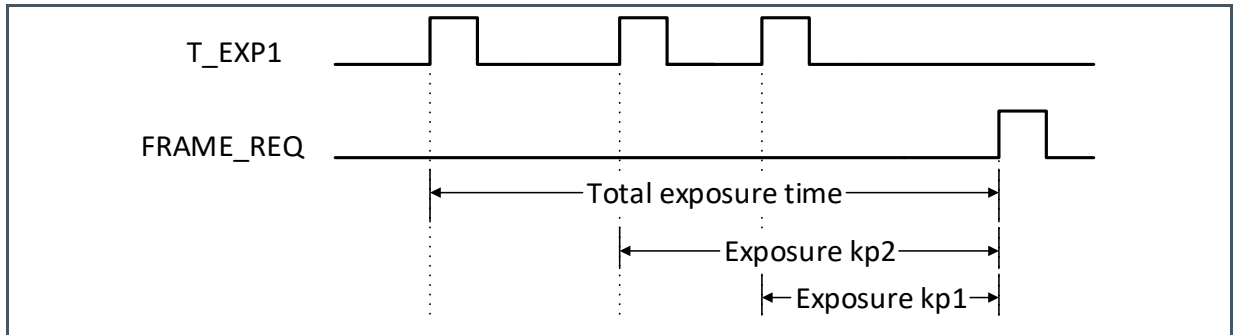 T_EXP1
FRAME_REQ
Total exposure time
Exposure kp2
Exposure kp1